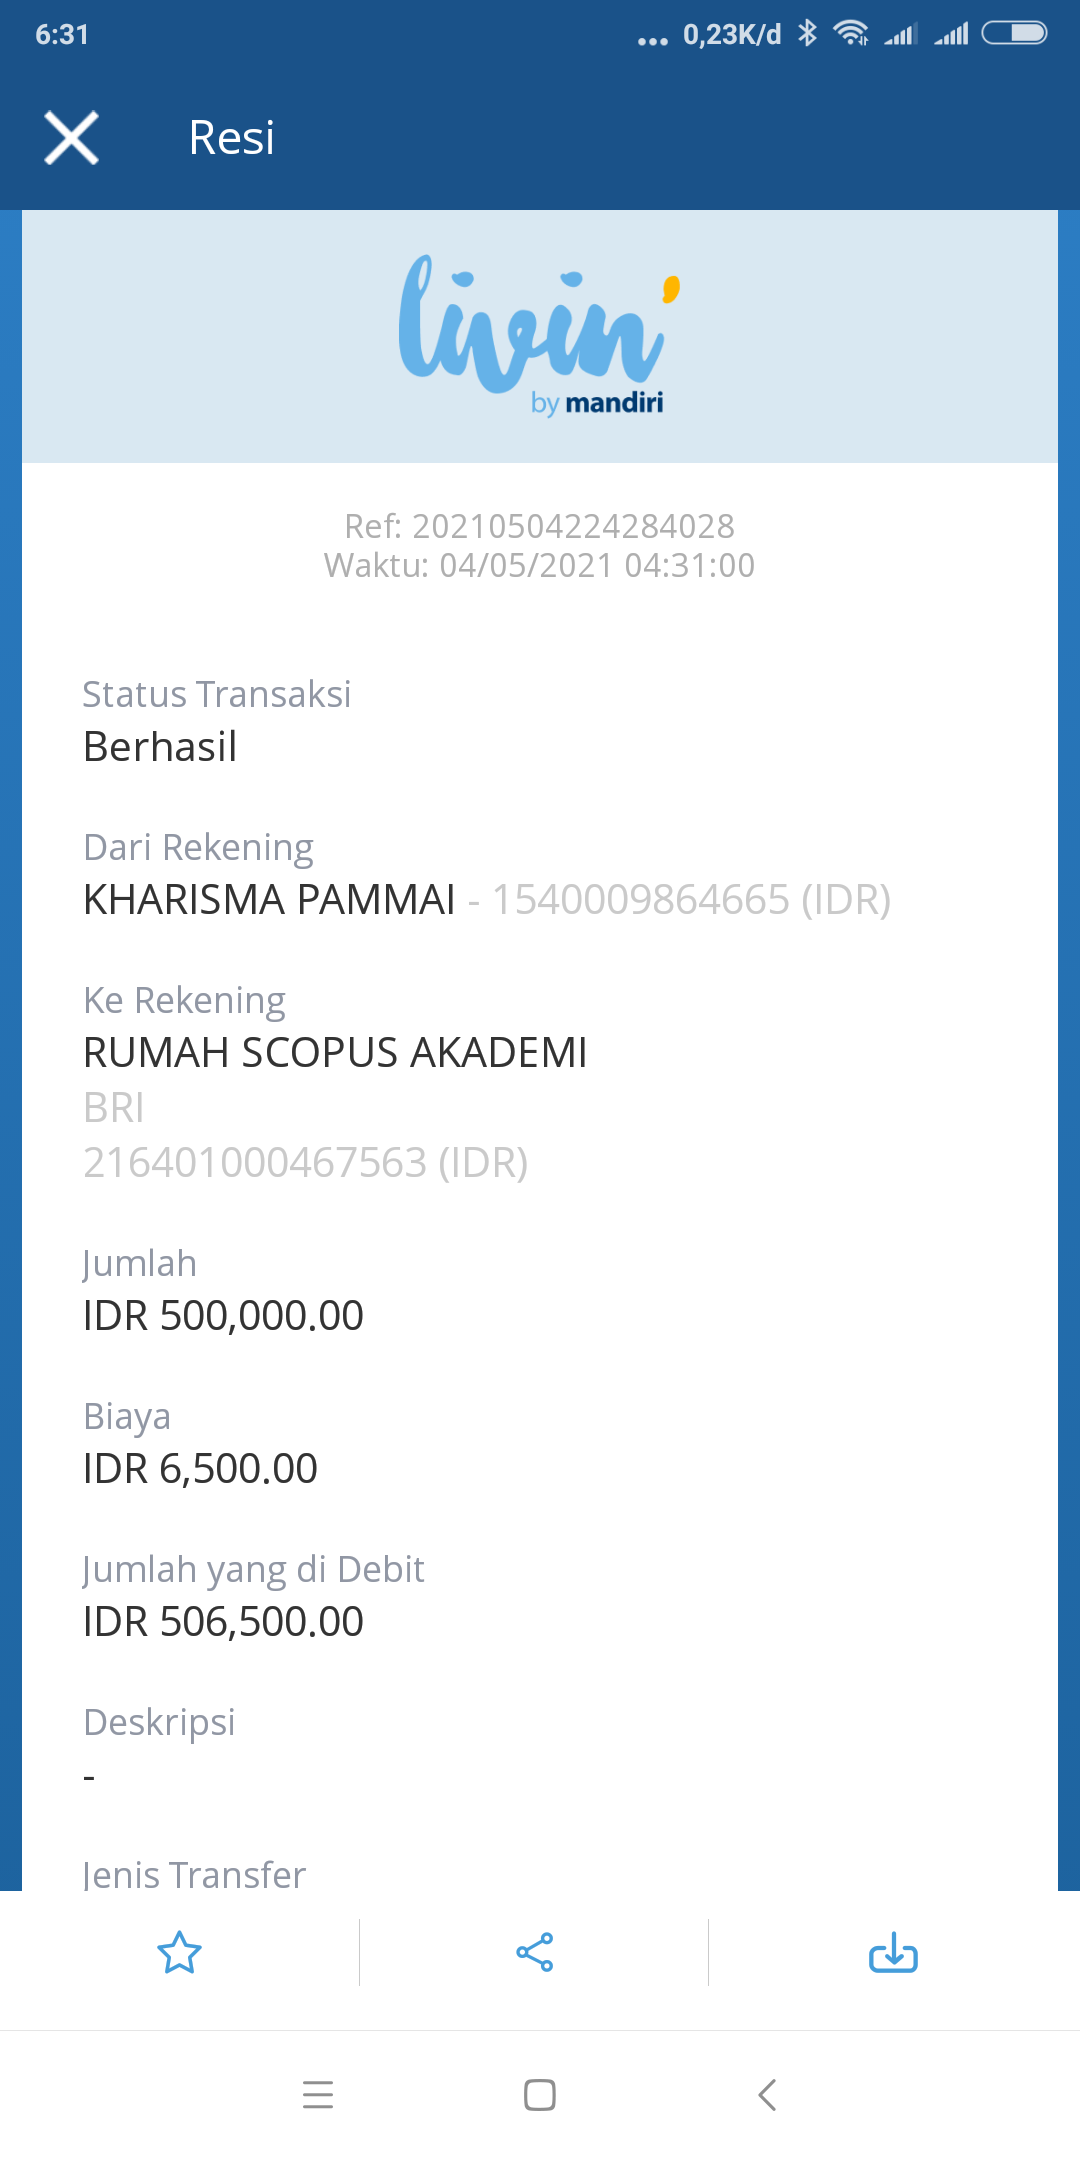 6:31
... 0,23K/d
Resi
livin'
by mandiri
Ref: 20210504224284028
Waktu: 04/05/2021 04:31:00
Status Transaksi
Berhasil
Dari Rekening
KHARISMA PAMMAI - 1540009864665 (IDR)
Ke Rekening
RUMAH SCOPUS AKADEMI
BRI
216401000467563 (IDR)
Jumlah
IDR 500,000.00
Biaya
IDR 6,500.00
Jumlah yang di Debit
IDR 506,500.00
Deskripsi
-
Jenis Transfer